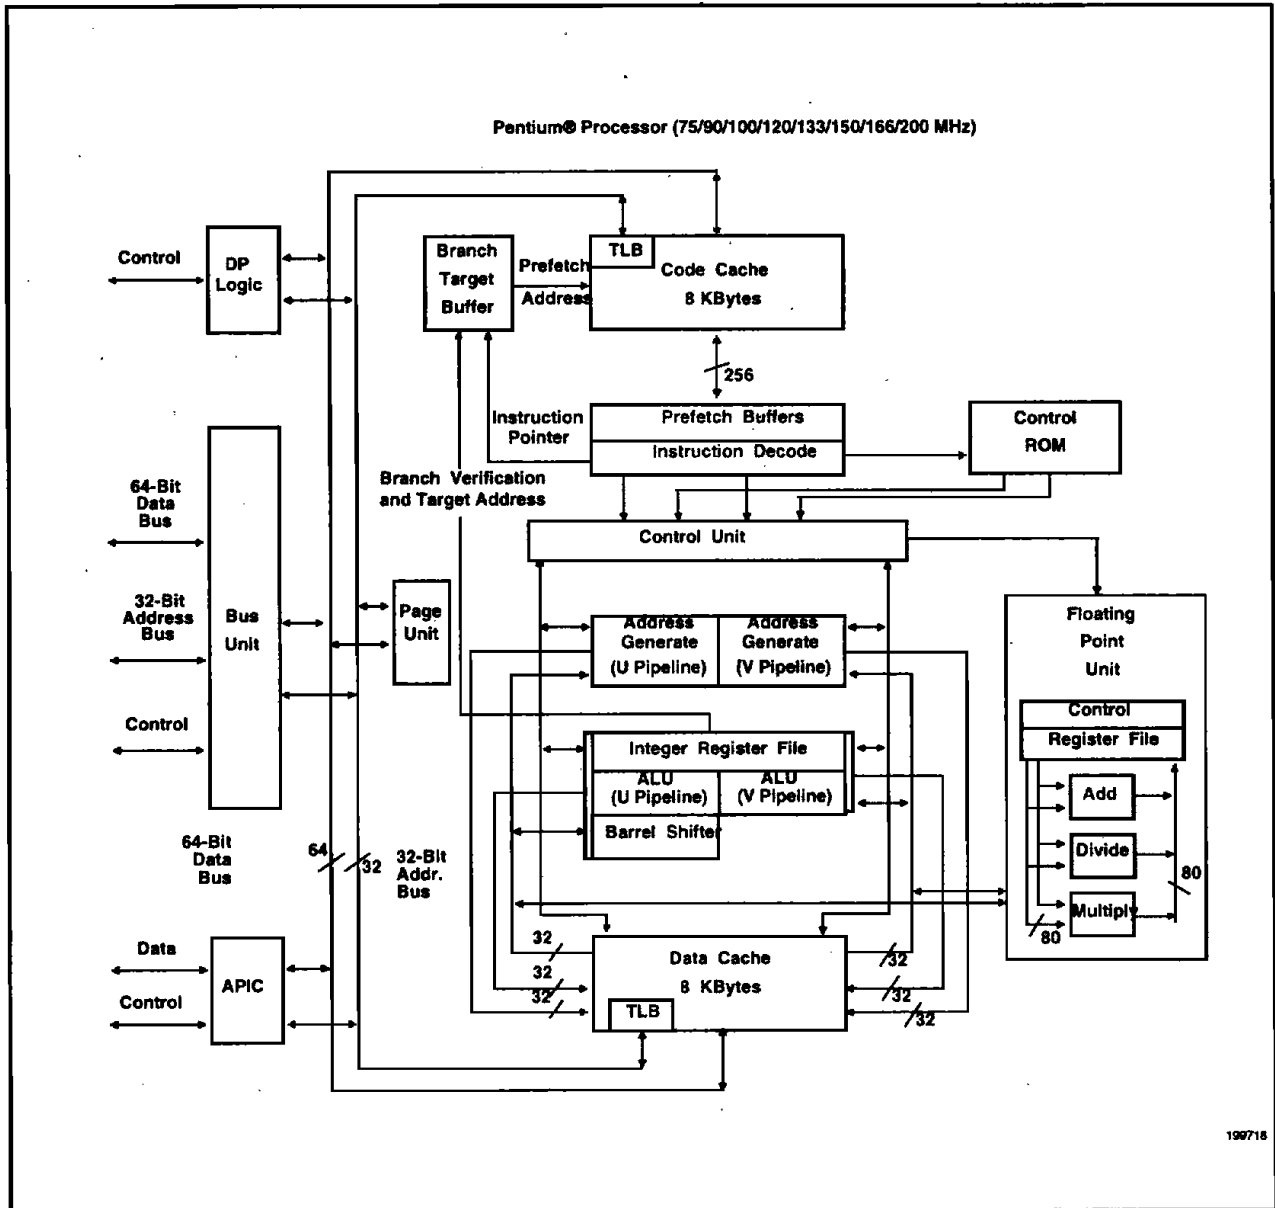 Pentium® Processor (75/90/100/120/133/150/166/200 MHz)
Control
DP
Logic
Branch
Target
Buffer
Prefetch
Address
TLB
Code Cache
8 KBytes
256
Instruction
Pointer
Prefetch Buffers
Instruction Decode
Control
ROM
Branch Verification
and Target Address
64-Bit
Data
Bus
32-Bit
Address
Bus
Control
Bus
Unit
Page
Unit
Control Unit
Address
Generate
(U Pipeline)
Address
Generate
(V Pipeline)
Floating
Point
Unit
Control
Register File
Add
Divide
Multiply
80
80
Integer Register File
ALU
(U Pipeline)
ALU
(V Pipeline)
Barrel Shifter
64-Bit
Data
Bus
64
32
32-Bit
Addr.
Bus
Data
Control
APIC
32
32
32
Data Cache
8 KBytes
TLB
32
32
32
199718